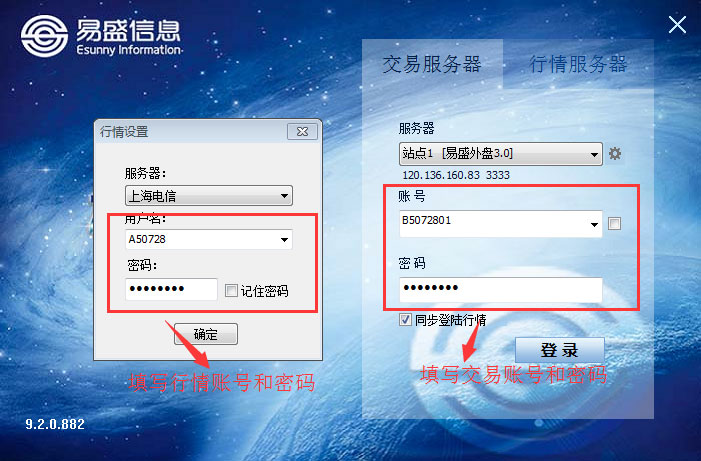 易盛信息
Esunny Information
交易服务器
行情服务器
行情设置
服务器:
上海电信
用户名:
A50728
密码:
●●●●●●●●
记住密码
确定
填写行情账号和密码
服务器
站点1 [易盛外盘3.0]
120.136.160.83 3333
账 号
B5072801
密 码
●●●●●●●●
同步登陆行情
登 录
填写交易账号和密码
9.2.0.882